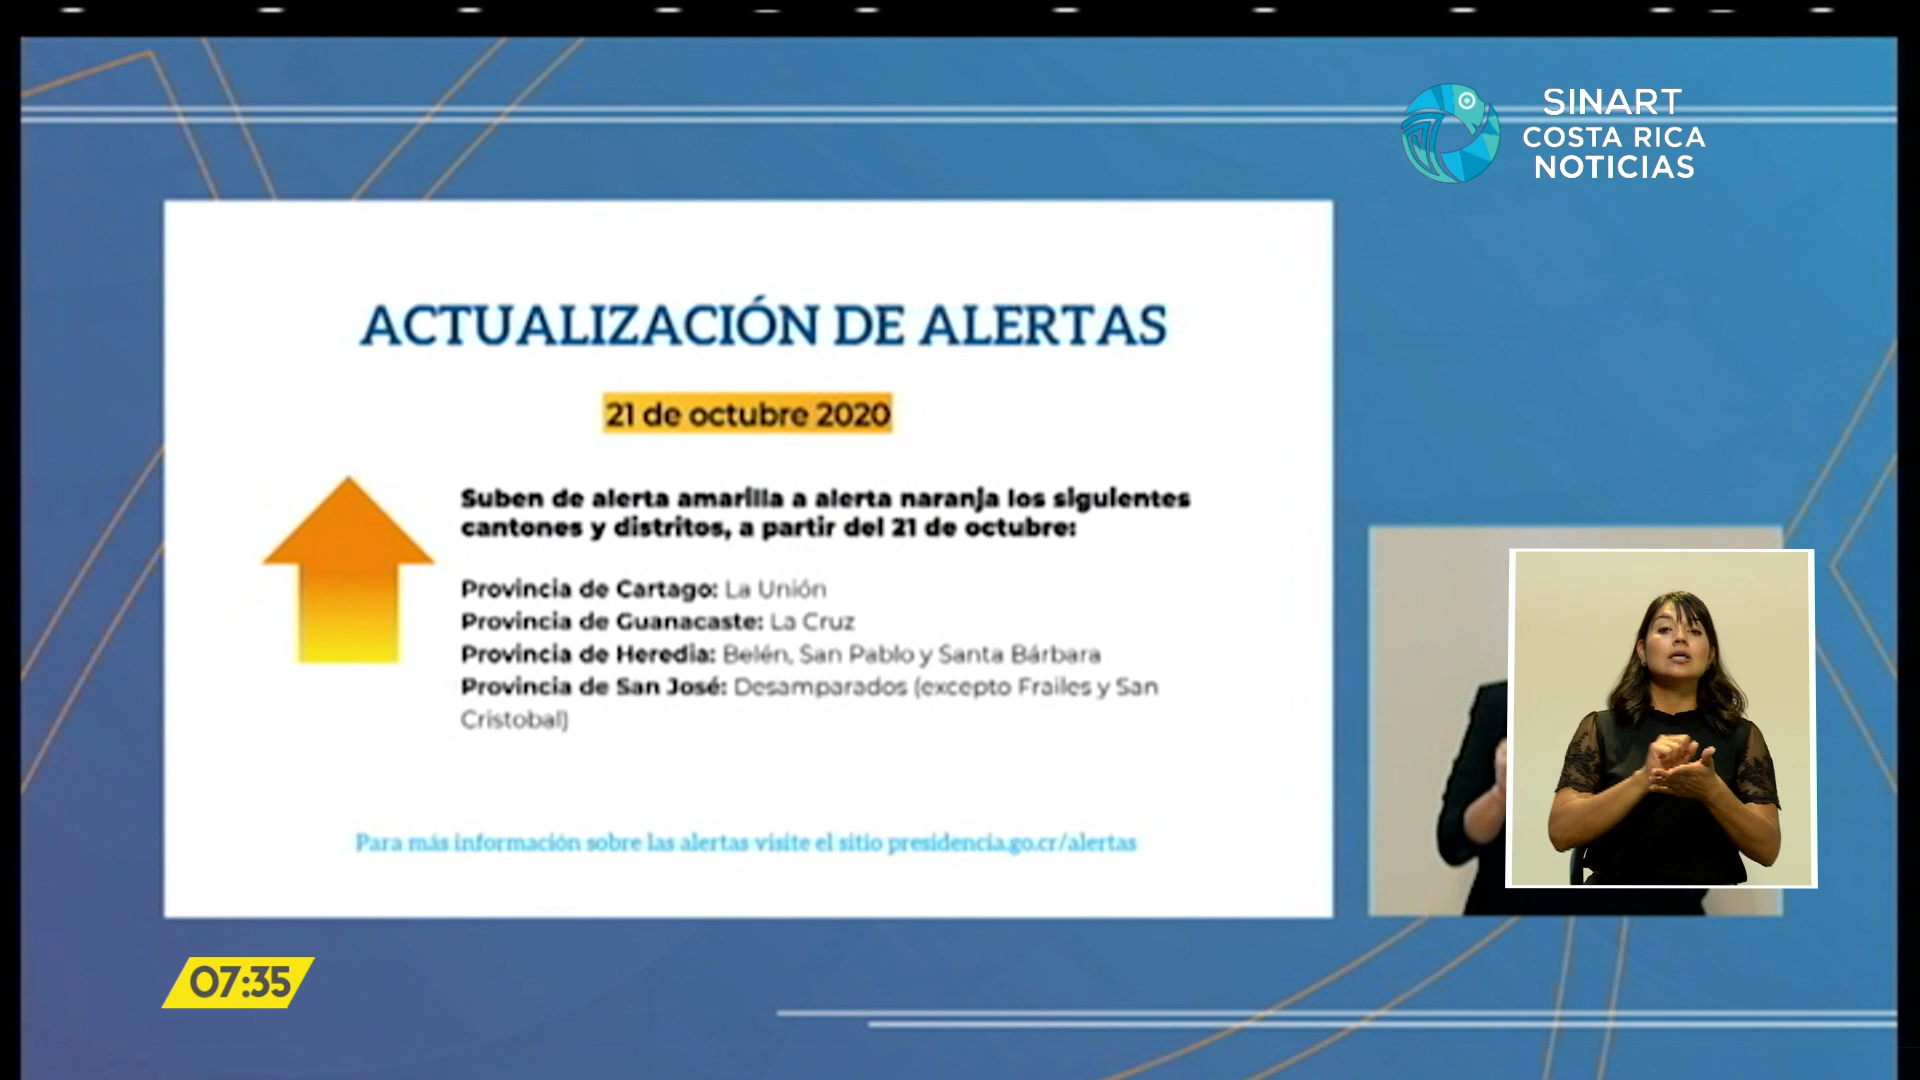 SINART
COSTA RICA
NOTICIAS
ACTUALIZACIÓN DE ALERTAS
21 de octubre 2020
Suben de alerta amarilla a alerta naranja los siguientes
cantones y distritos, a partir del 21 de octubre:
Provincia de Cartago: La Unión
Provincia de Guanacaste: La Cruz
Provincia de Heredia: Belén, San Pablo y Santa Bárbara
Provincia de San José: Desamparados (excepto Frailes y San
Cristobal)
Para más información sobre las alertas visite el sitio presidencia.go.cr/alertas
07:35